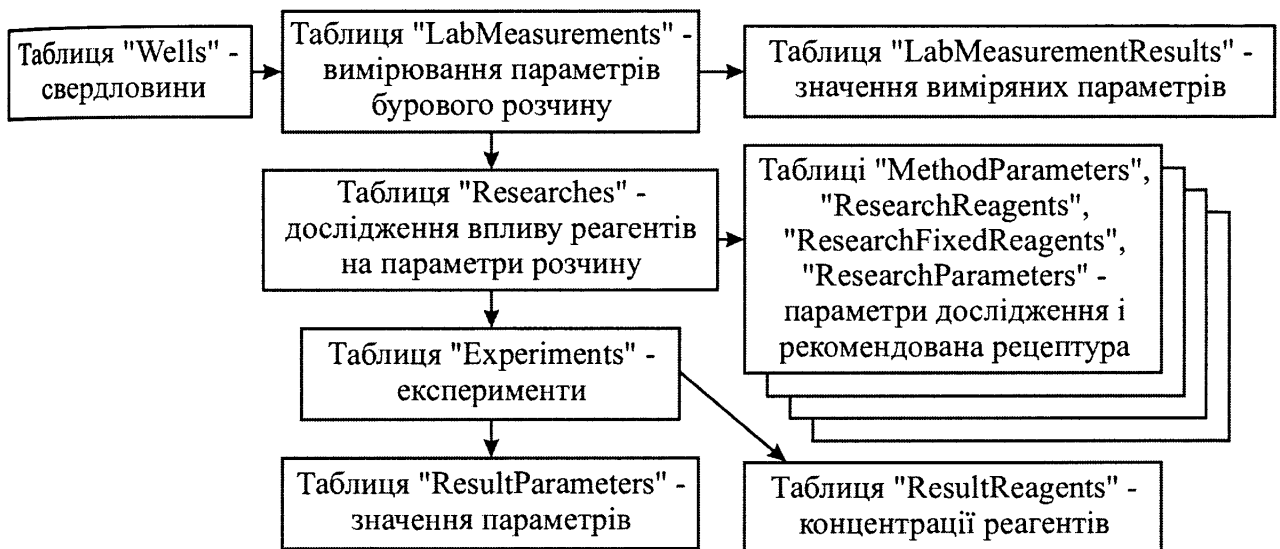 Таблиця "Wells" -
свердловини
Таблиця "LabMeasurements" -
вимірювання параметрів
бурового розчину
Таблиця "LabMeasurementResults" -
значення виміряних параметрів
Таблиця "Researches" -
дослідження впливу реагентів
на параметри розчину
Таблиці "MethodParameters",
"ResearchReagents",
"ResearchFixedReagents",
"ResearchParameters" -
параметри дослідження і
рекомендована рецептура
Таблиця "Experiments" -
експерименти
Таблиця "ResultParameters" -
значення параметрів
Таблиця "ResultReagents" -
концентрації реагентів